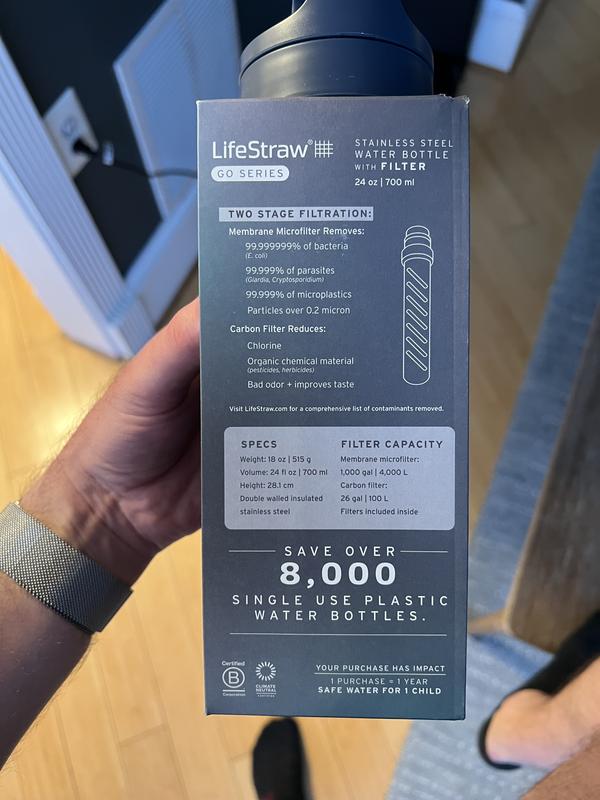 LifeStraw®
GO SERIES
STAINLESS STEEL
WATER BOTTLE
WITH FILTER
24 oz | 700 ml
TWO STAGE FILTRATION:
Membrane Microfilter Removes:
99.999999% of bacteria
(E. coli)
99.999% of parasites
(Giardia, Cryptosporidium)
99.999% of microplastics
Particles over 0.2 micron
Carbon Filter Reduces:
Chlorine
Organic chemical material
(pesticides, herbicides)
Bad odor + improves taste
Visit LifeStraw.com for a comprehensive list of contaminants removed.
SPECS
Weight: 18 oz | 515 g
Volume: 24 fl oz | 700 ml
Height: 28.1 cm
Double walled insulated
stainless steel
FILTER CAPACITY
Membrane microfilter:
1,000 gal | 4,000 L
Carbon filter:
26 gal | 100 L
Filters included inside
SAVE OVER
8,000
SINGLE USE PLASTIC
WATER BOTTLES.
Certified
B
Corporation
CLIMATE
NEUTRAL
CERTIFIED
YOUR PURCHASE HAS IMPACT
1 PURCHASE = 1 YEAR
SAFE WATER FOR 1 CHILD